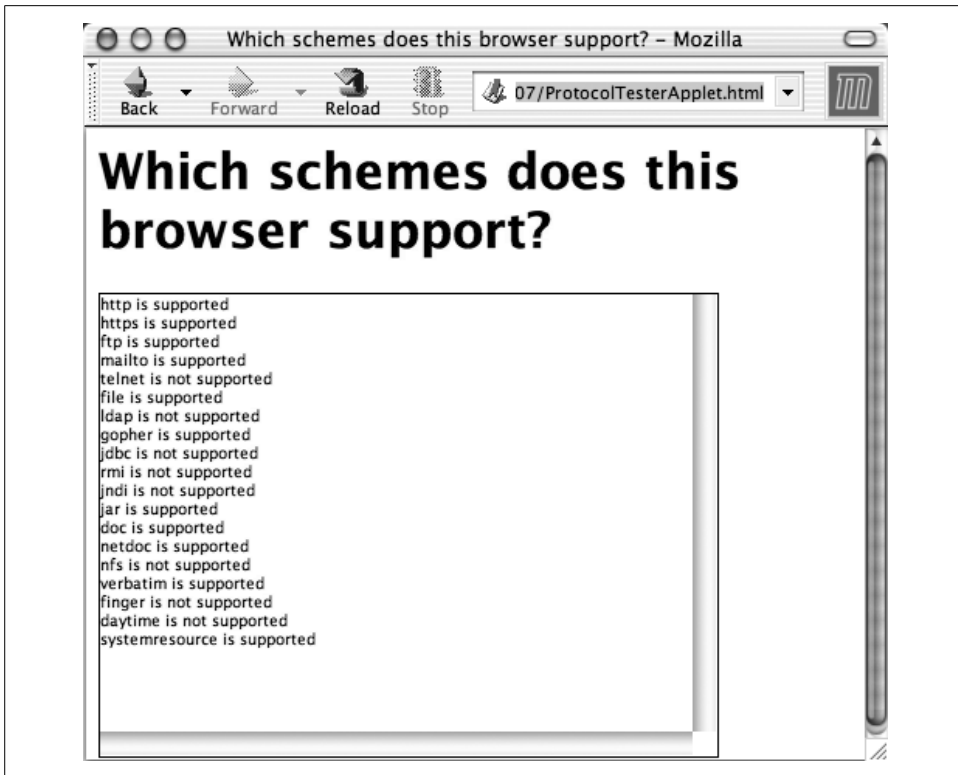 Which schemes does this browser support? – Mozilla
Back
Forward
Reload
Stop
07/ProtocolTesterApplet.html
m
Which schemes does this
browser support?
http is supported
https is supported
ftp is supported
mailto is supported
telnet is not supported
file is supported
ldap is not supported
gopher is supported
jdbc is not supported
rmi is not supported
jndi is not supported
jar is supported
doc is supported
netdoc is supported
nfs is not supported
verbatim is supported
finger is not supported
daytime is not supported
systemresource is supported